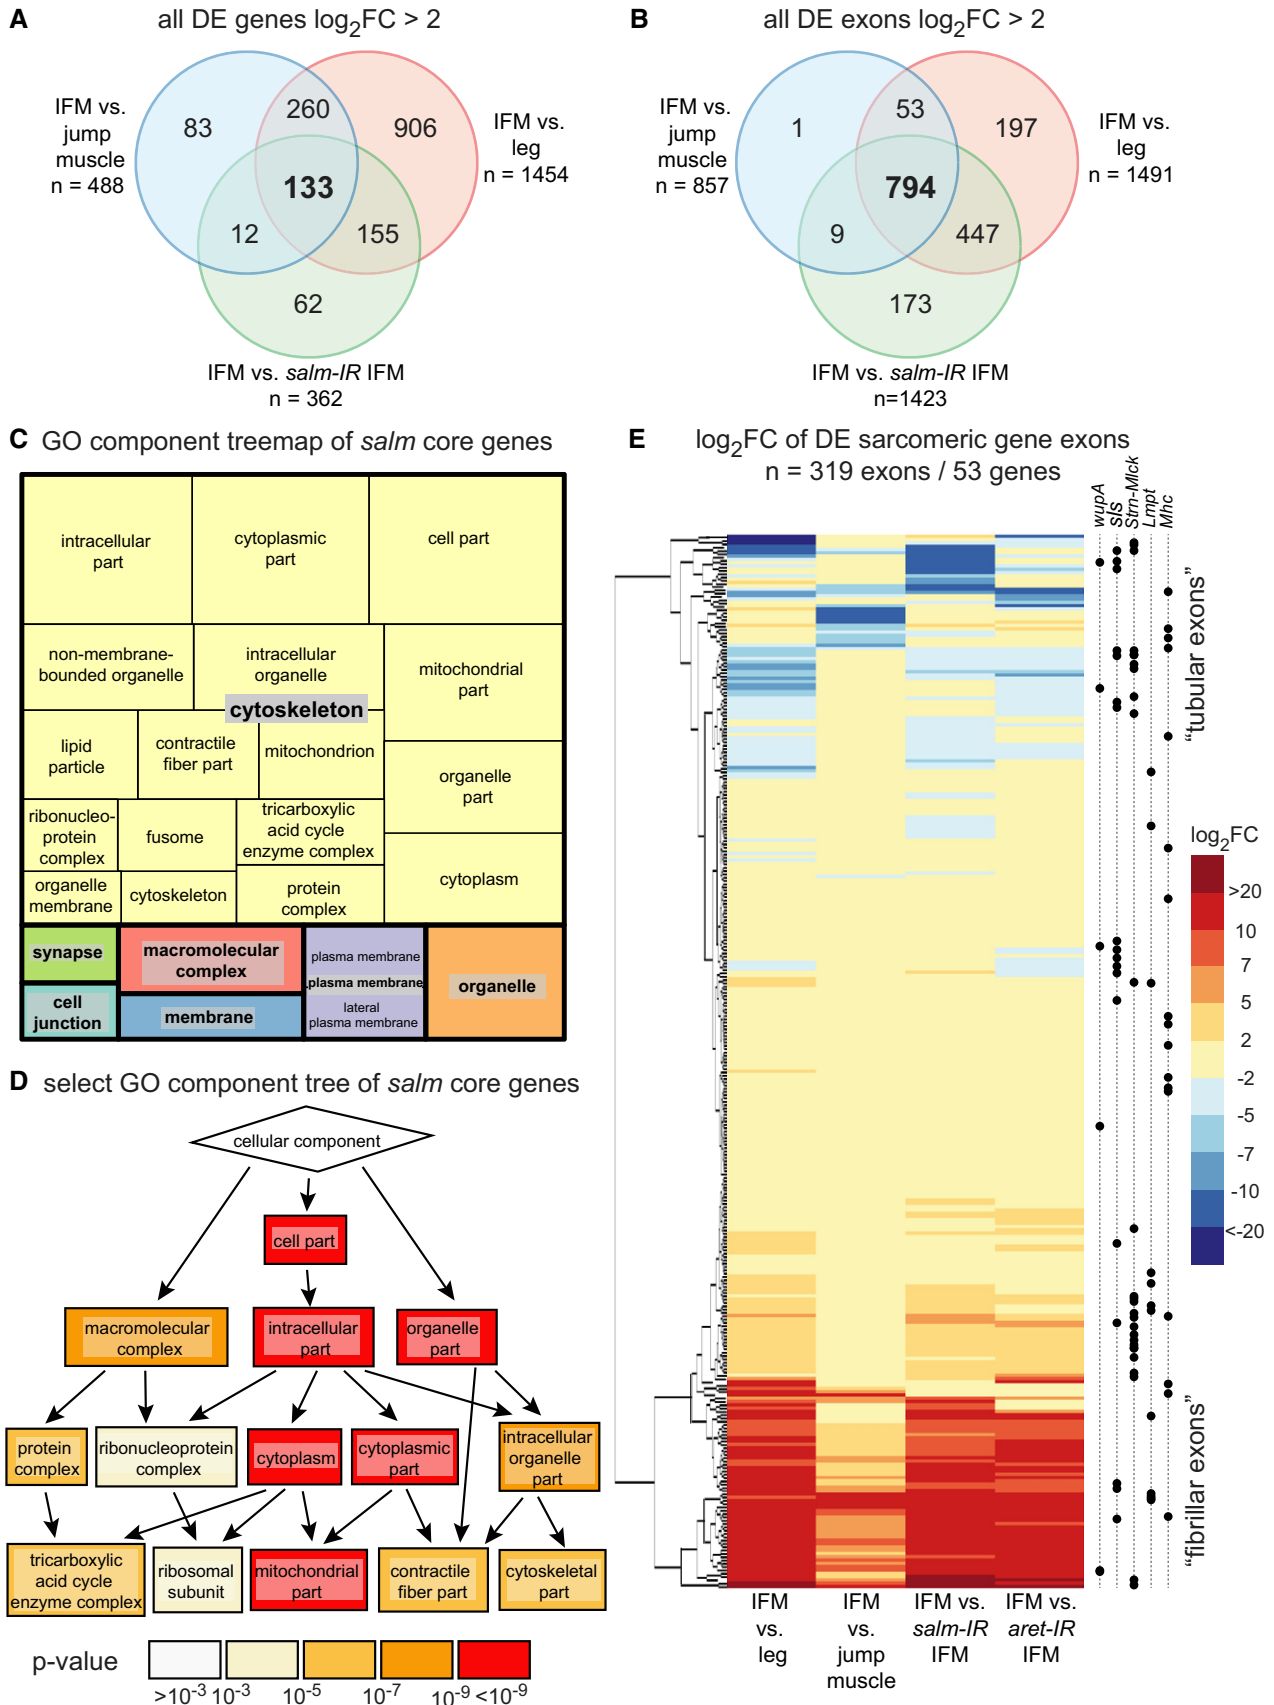 A
all DE genes log2FC > 2
IFM vs.
jump
muscle
n = 488
83
260
906
IFM vs.
leg
n = 1454
133
12
155
62
IFM vs. salm-IR IFM
n = 362
B
all DE exons log2FC > 2
IFM vs.
jump
muscle
n = 857
1
53
197
IFM vs.
leg
n = 1491
794
9
447
173
IFM vs. salm-IR IFM
n=1423
C
GO component treemap of salm core genes
intracellular
part
cytoplasmic
part
cell part
non-membrane-
bounded organelle
intracellular
organelle
mitochondrial
part
cytoskeleton
lipid
particle
contractile
fiber part
mitochondrion
organelle
part
ribonucleo-
protein
complex
fusome
tricarboxylic
acid cycle
enzyme complex
cytoplasm
organelle
membrane
cytoskeleton
protein
complex
synapse
macromolecular
complex
plasma membrane
plasma membrane
lateral
plasma membrane
organelle
cell
junction
membrane
D
select GO component tree of salm core genes
cellular component
cell part
macromolecular
complex
intracellular
part
organelle
part
protein
complex
ribonucleoprotein
complex
cytoplasm
cytoplasmic
part
intracellular
organelle
part
tricarboxylic
acid cycle
enzyme complex
ribosomal
subunit
mitochondrial
part
contractile
fiber part
cytoskeletal
part
p-value
>10-3
10-3
10-5
10-7
10-9
<10-9
E
log2FC of DE sarcomeric gene exons
n = 319 exons / 53 genes
wupA
sls
Strn-Mlck
Lmpt
Mhc
"tubular exons"
"fibrillar exons"
log2FC
>20
10
7
5
2
-2
-5
-7
-10
<-20
IFM
vs.
leg
IFM
vs.
jump
muscle
IFM vs.
salm-IR
IFM
IFM vs.
aret-IR
IFM